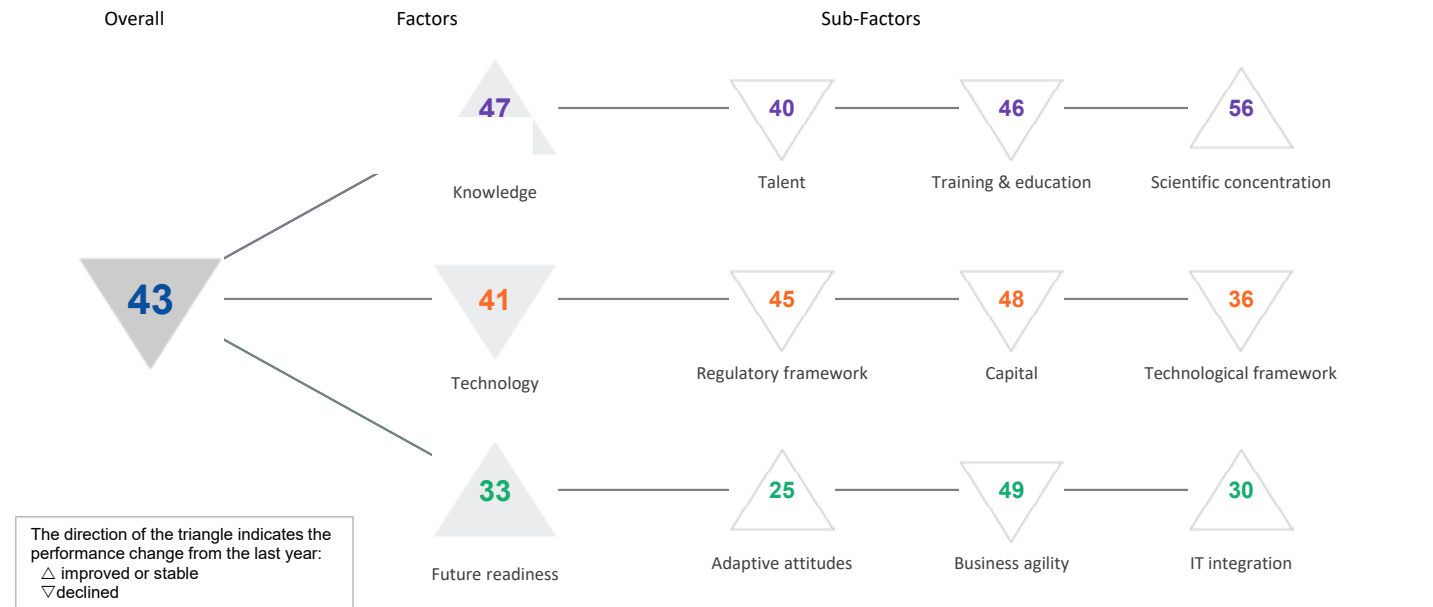 Overall Factors Sub-Factors
47 40 46 56
Knowledge Talent Training & education Scientific concentration
43 41 45 48 36
Technology Regulatory framework Capital Technological framework
33 25 49 30
Future readiness Adaptive attitudes Business agility IT integration
The direction of the triangle indicates the
performance change from the last year:
△ improved or stable
▽declined